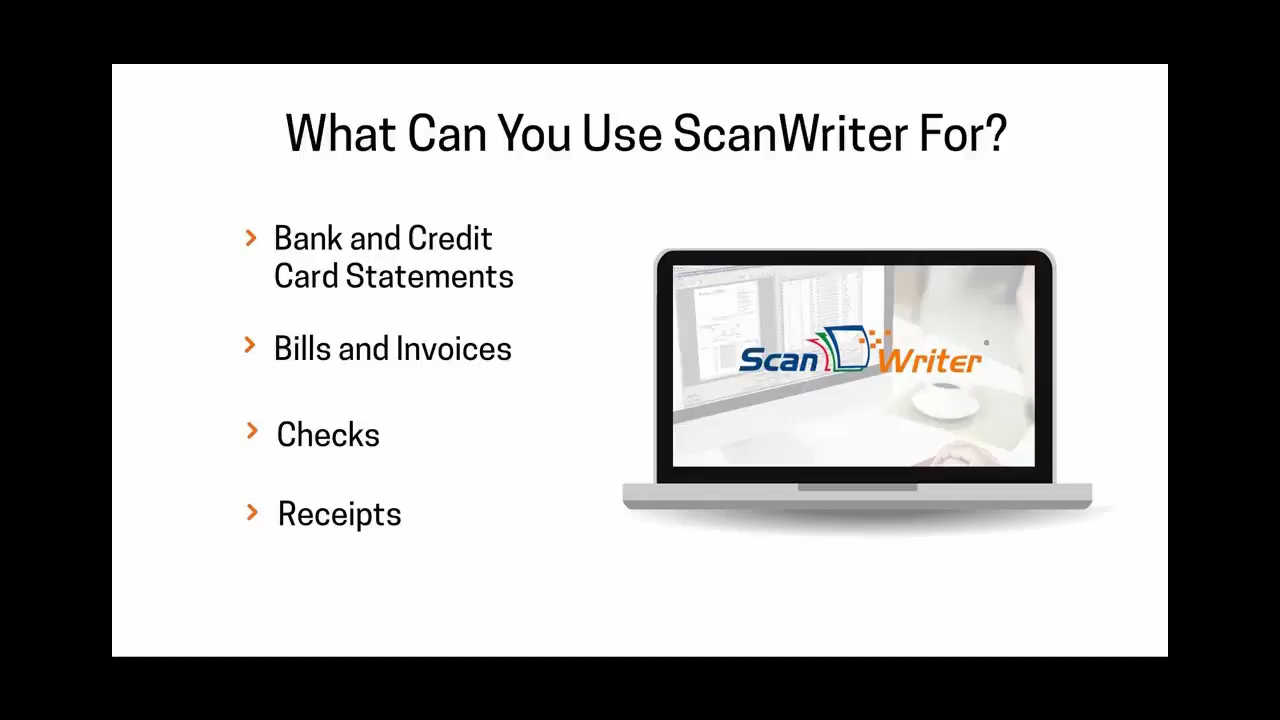 What Can You Use ScanWriter For?
Bank and Credit
Card Statements
Bills and Invoices
Checks
Receipts
Scan Writer